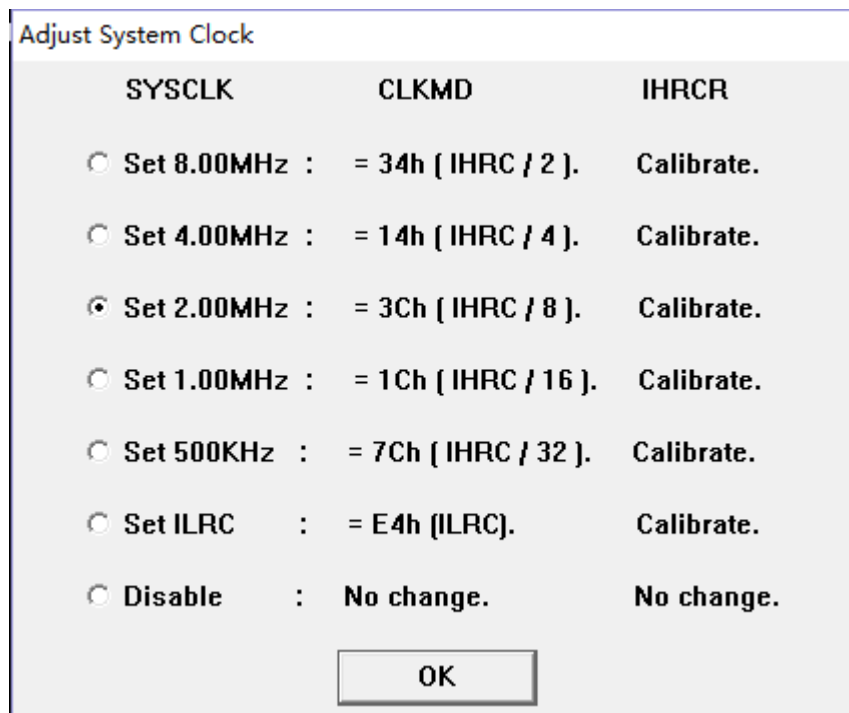 Adjust System Clock
SYSCLK CLKMD IHRCR
Set 8.00MHz : = 34h ( IHRC / 2 ). Calibrate.
Set 4.00MHz : = 14h ( IHRC / 4 ). Calibrate.
Set 2.00MHz : = 3Ch ( IHRC / 8 ). Calibrate.
Set 1.00MHz : = 1Ch ( IHRC / 16 ). Calibrate.
Set 500KHz : = 7Ch ( IHRC / 32 ). Calibrate.
Set ILRC : = E4h (ILRC). Calibrate.
Disable : No change. No change.
OK